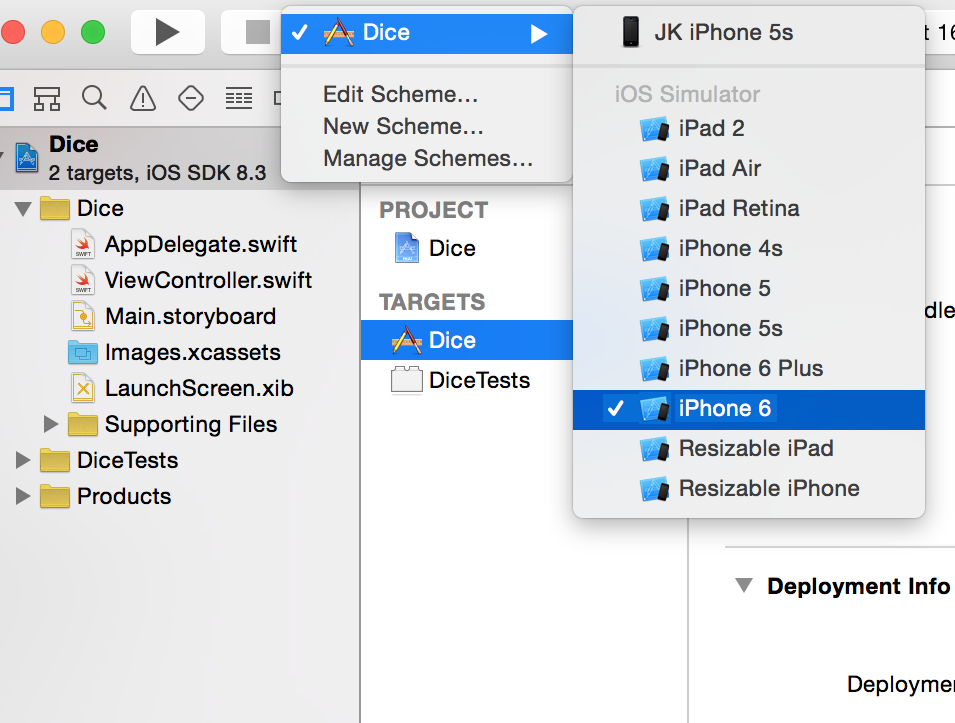 Dice
Edit Scheme...
New Scheme...
Manage Schemes...
JK iPhone 5s
iOS Simulator
iPad 2
iPad Air
iPad Retina
iPhone 4s
iPhone 5
iPhone 5s
iPhone 6 Plus
iPhone 6
Resizable iPad
Resizable iPhone
Dice
2 targets, iOS SDK 8.3
Dice
AppDelegate.swift
ViewController.swift
Main.storyboard
Images.xcassets
LaunchScreen.xib
Supporting Files
DiceTests
Products
PROJECT
Dice
TARGETS
Dice
DiceTests
Deployment Info